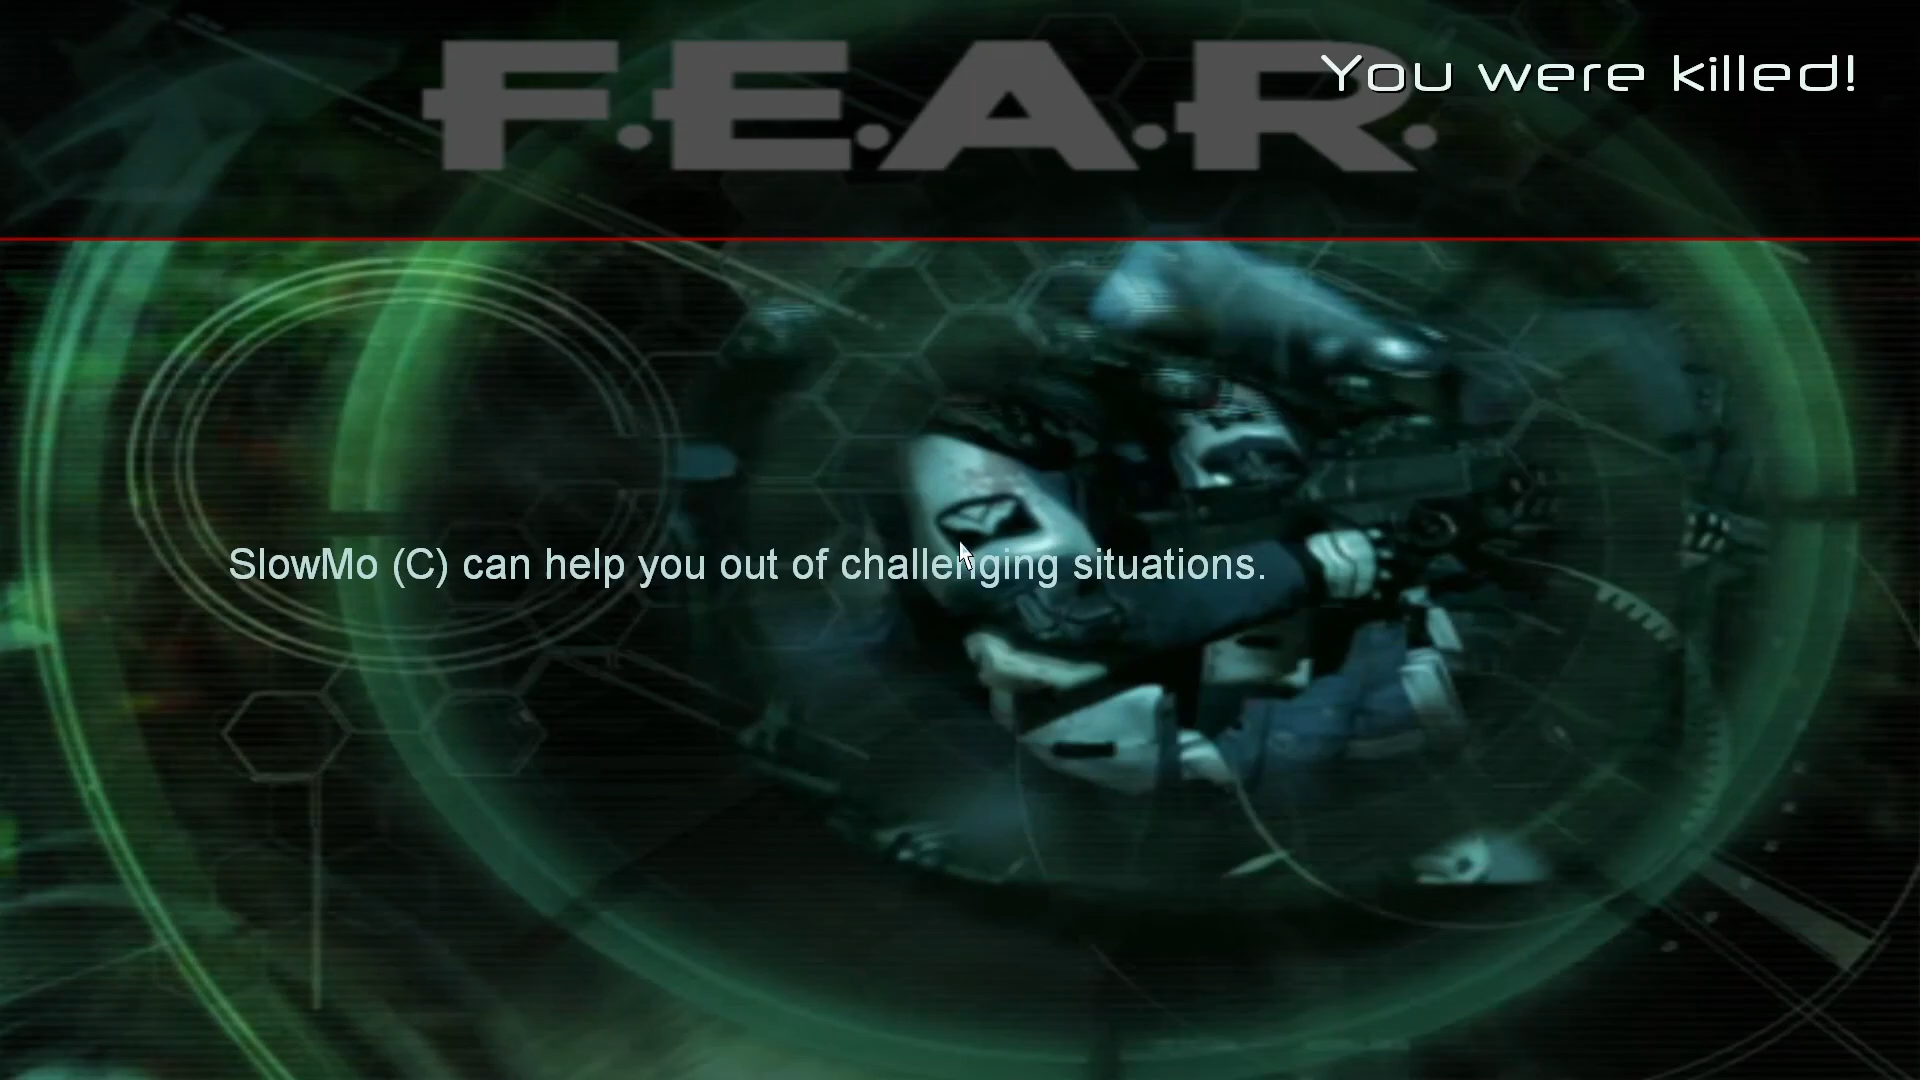 F.E.A.R.
You were killed!
SlowMo (C) can help you out of challenging situations.